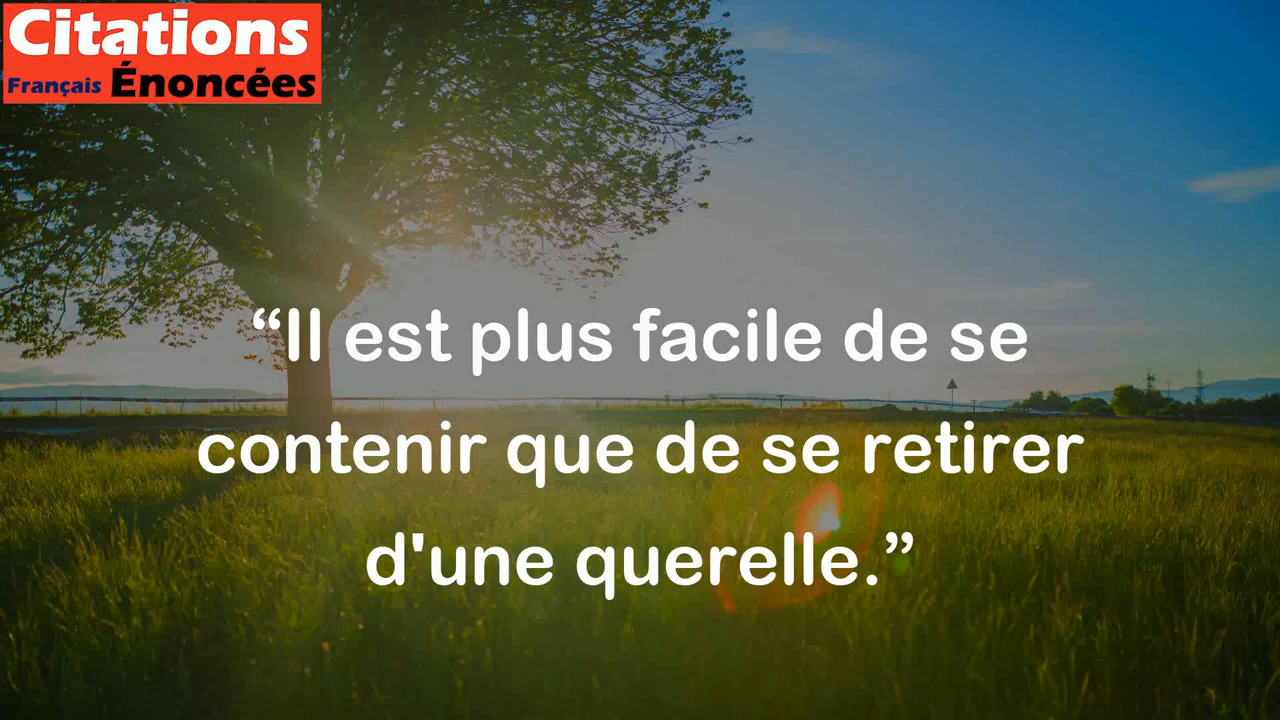 Citations
Français Énoncées
“Il est plus facile de se
contenir que de se retirer
d'une querelle.”